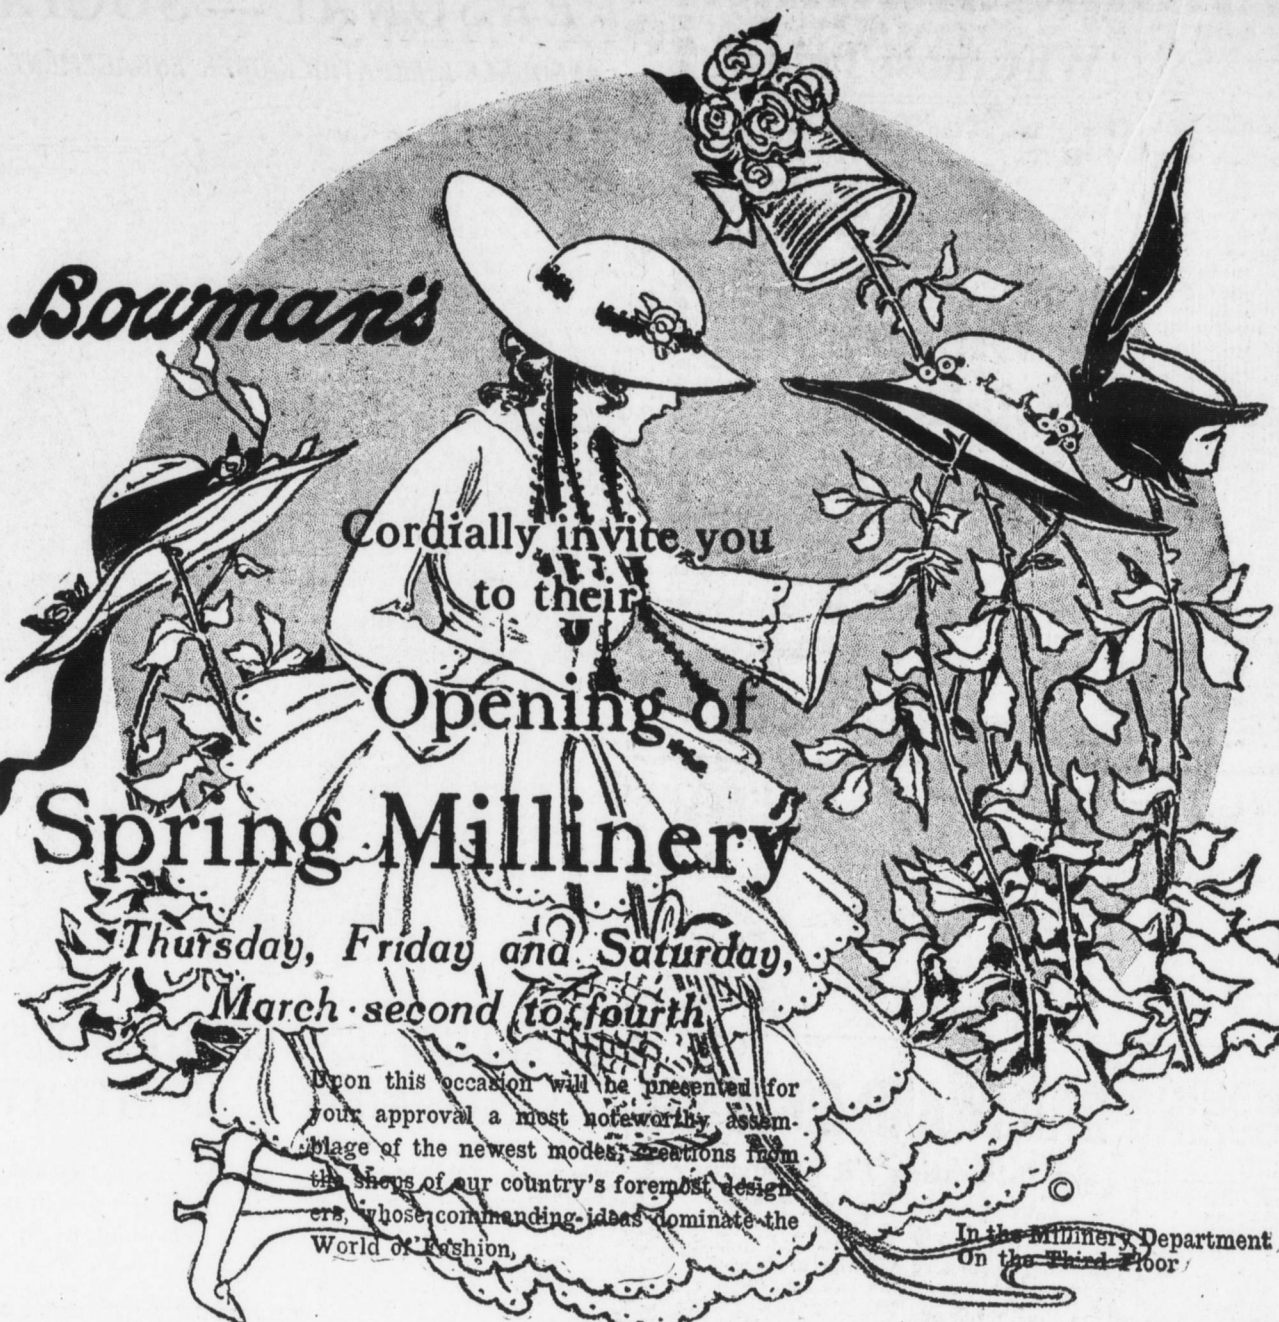 Bowman's
Cordially invite you
to their
Opening of
Spring Millinery
Thursday, Friday and Saturday,
March second to fourth
Upon this occasion will be presented for
your approval a most noteworthy assem-
blage of the newest modes, creations from
the shops of our country's foremost design-
ers, whose commanding ideas dominate the
World of Fashion,
©
In the Millinery Department
On the Third Floor